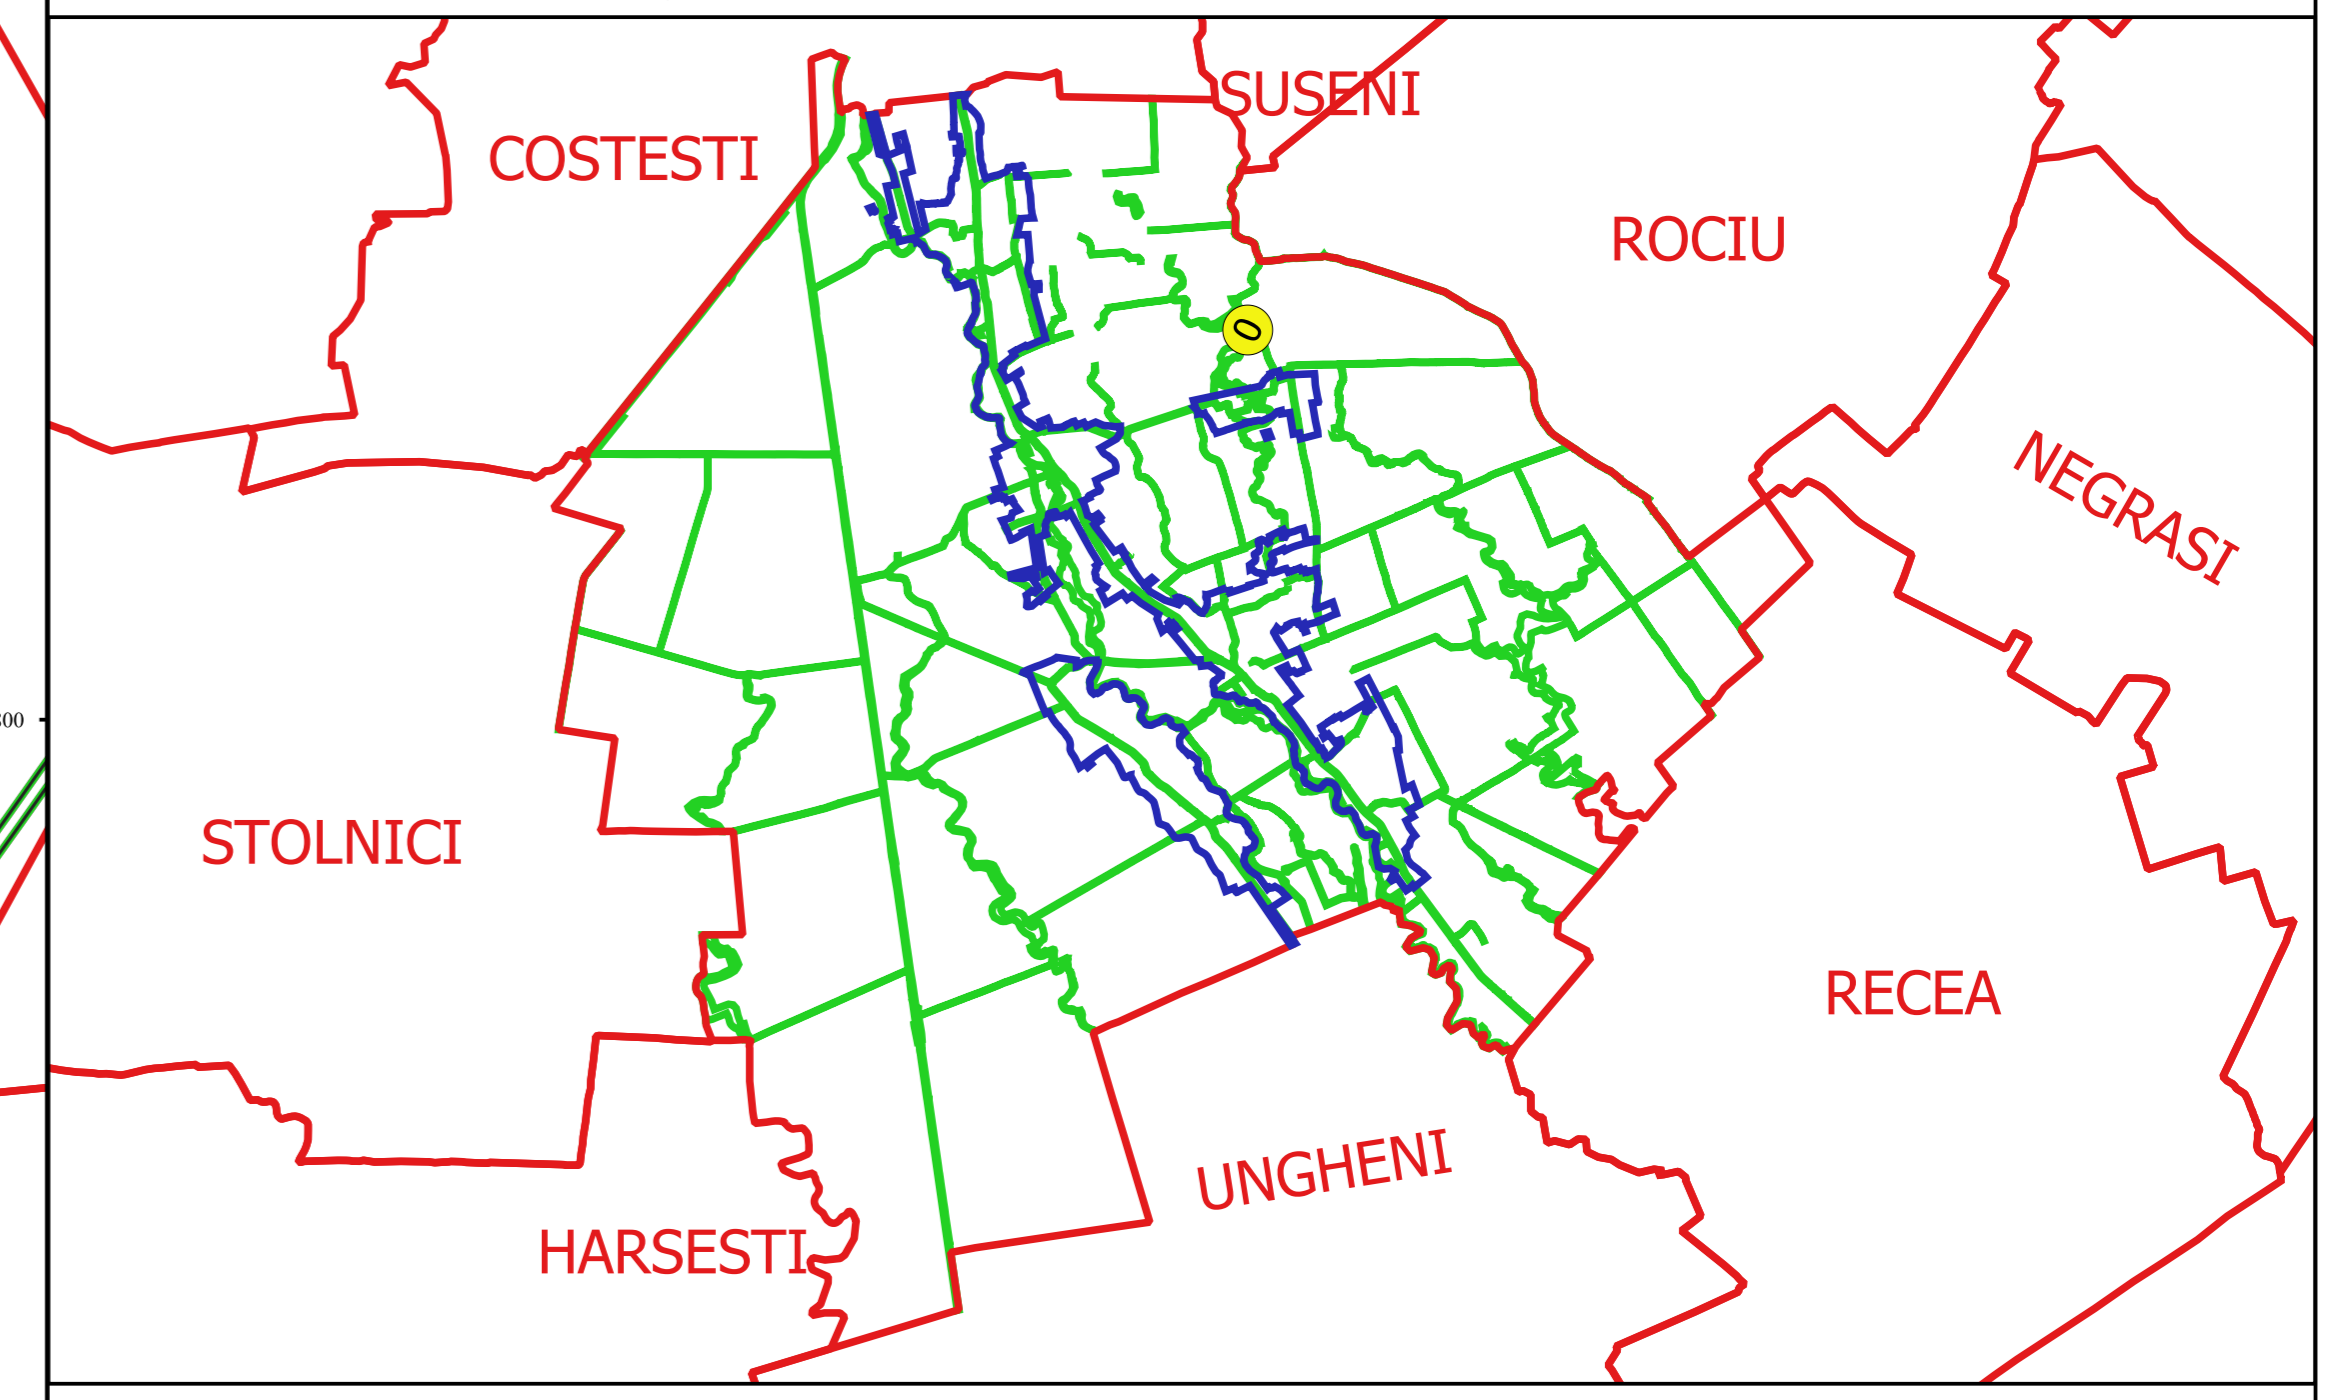 SUSENI
COSTESTI
ROCIU
0
NEGRASI
STOLNICI
RECEA
UNGHENI
HARSESTI